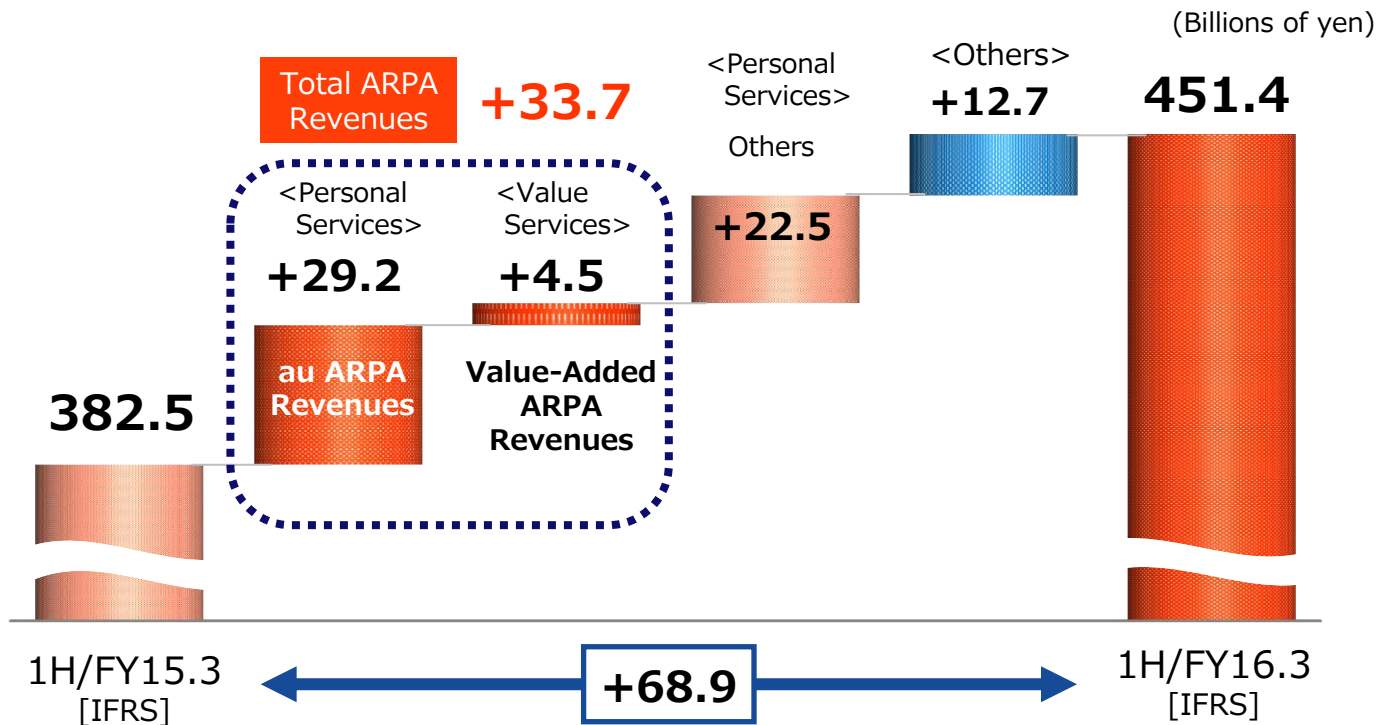 (Billions of yen)
Total ARPA
Revenues
+33.7
<Personal
Services>
+29.2
au ARPA
Revenues
<Value
Services>
+4.5
Value-Added
ARPA
Revenues
<Personal
Services>
Others
+22.5
<Others>
+12.7
451.4
382.5
1H/FY15.3
[IFRS]
+68.9
1H/FY16.3
[IFRS]